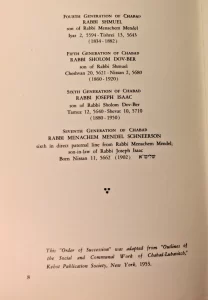 Fourth Generation of Chabad
RABBI SHMUEL
son of Rabbi Menachem Mendel
Iyar 2, 5594 - Tishrei 13, 5643
(1834 - 1882)
Fifth Generation of Chabad
RABBI SHOLOM DOV-BER
son of Rabbi Shmuel
Cheshvan 20, 5621 - Nissan 2, 5680
(1860 - 1920)
Sixth Generation of Chabad
RABBI JOSEPH ISAAC
son of Rabbi Sholom Dov-Ber
Tamuz 12, 5640 - Shevat 10, 5710
(1880 - 1950)
Seventh Generation of Chabad
RABBI MENACHEM MENDEL SCHNEERSON
sixth in direct paternal line from Rabbi Menachem Mendel;
son-in-law of Rabbi Joseph Isaac
Born Nissan 11, 5662 (1902) שליט"א
This "Order of Succession" was adapted from "Outlines of
the Social and Communal Work of Chabad-Lubavitch,"
Kehot Publication Society, New York, 1953.